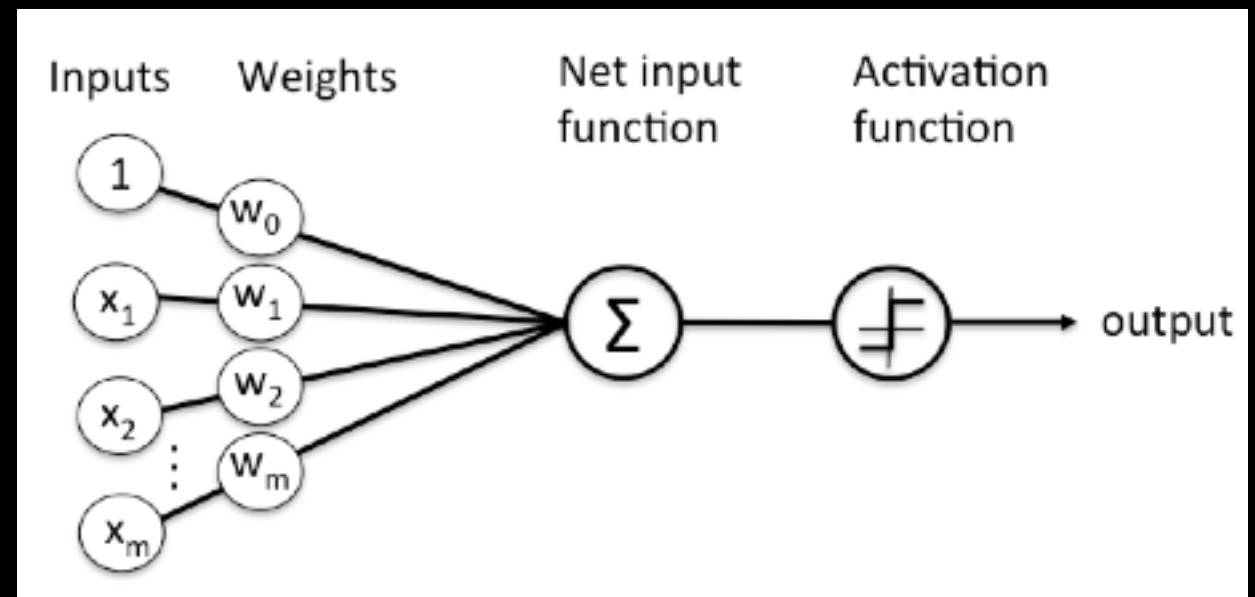 Inputs Weights Net input function Activation function
1
w₀
x₁ w₁
Σ
output
x₂ w₂
⋮
wₘ
xₘ